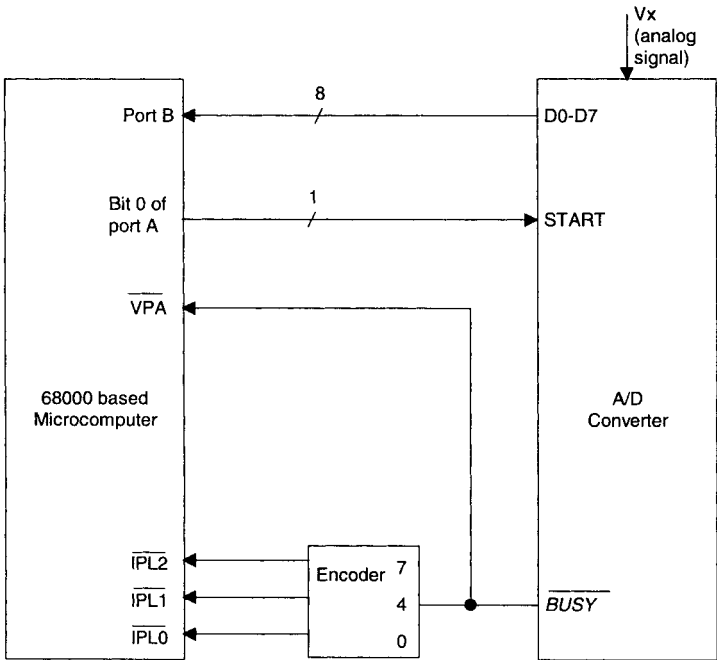 Vx
(analog
signal)
8
Port B
D0-D7
Bit 0 of
port A
1
START
VPA
68000 based
Microcomputer
A/D
Converter
IPL2
Encoder 7
IPL1
4
BUSY
IPL0
0